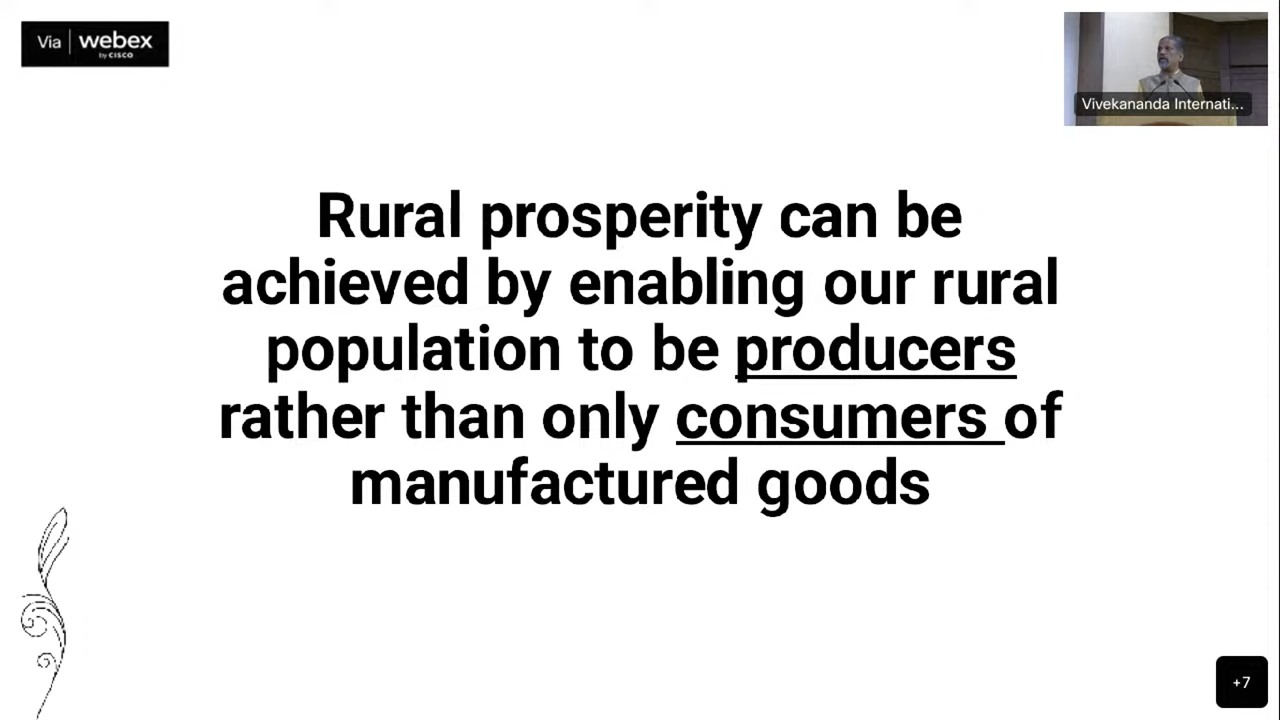 Via | webex
by CISCO
Vivekananda Internati...
Rural prosperity can be
achieved by enabling our rural
population to be producers
rather than only consumers of
manufactured goods
+7